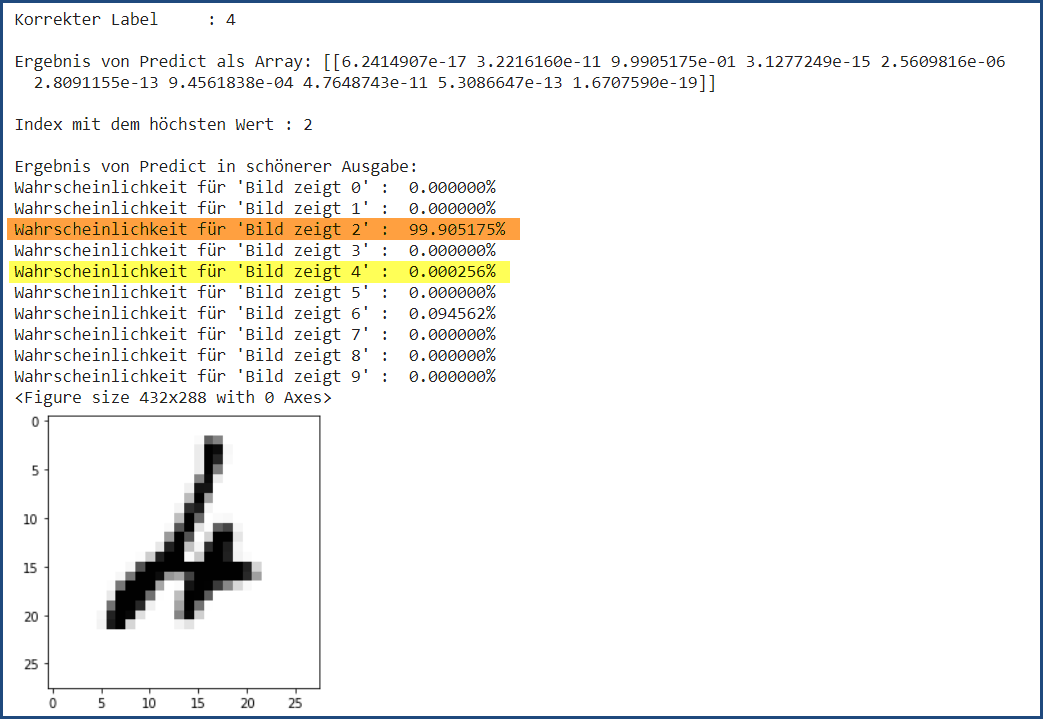 Korrekter Label : 4
Ergebnis von Predict als Array: [[6.2414907e-17 3.2216160e-11 9.9905175e-01 3.1277249e-15 2.5609816e-06
2.8091155e-13 9.4561838e-04 4.7648743e-11 5.3086647e-13 1.6707590e-19]]
Index mit dem höchsten Wert : 2
Ergebnis von Predict in schönerer Ausgabe:
Wahrscheinlichkeit für 'Bild zeigt 0' : 0.000000%
Wahrscheinlichkeit für 'Bild zeigt 1' : 0.000000%
Wahrscheinlichkeit für 'Bild zeigt 2' : 99.905175%
Wahrscheinlichkeit für 'Bild zeigt 3' : 0.000000%
Wahrscheinlichkeit für 'Bild zeigt 4' : 0.000256%
Wahrscheinlichkeit für 'Bild zeigt 5' : 0.000000%
Wahrscheinlichkeit für 'Bild zeigt 6' : 0.094562%
Wahrscheinlichkeit für 'Bild zeigt 7' : 0.000000%
Wahrscheinlichkeit für 'Bild zeigt 8' : 0.000000%
Wahrscheinlichkeit für 'Bild zeigt 9' : 0.000000%
<Figure size 432x288 with 0 Axes>
0
5
10
15
20
25
0 5 10 15 20 25